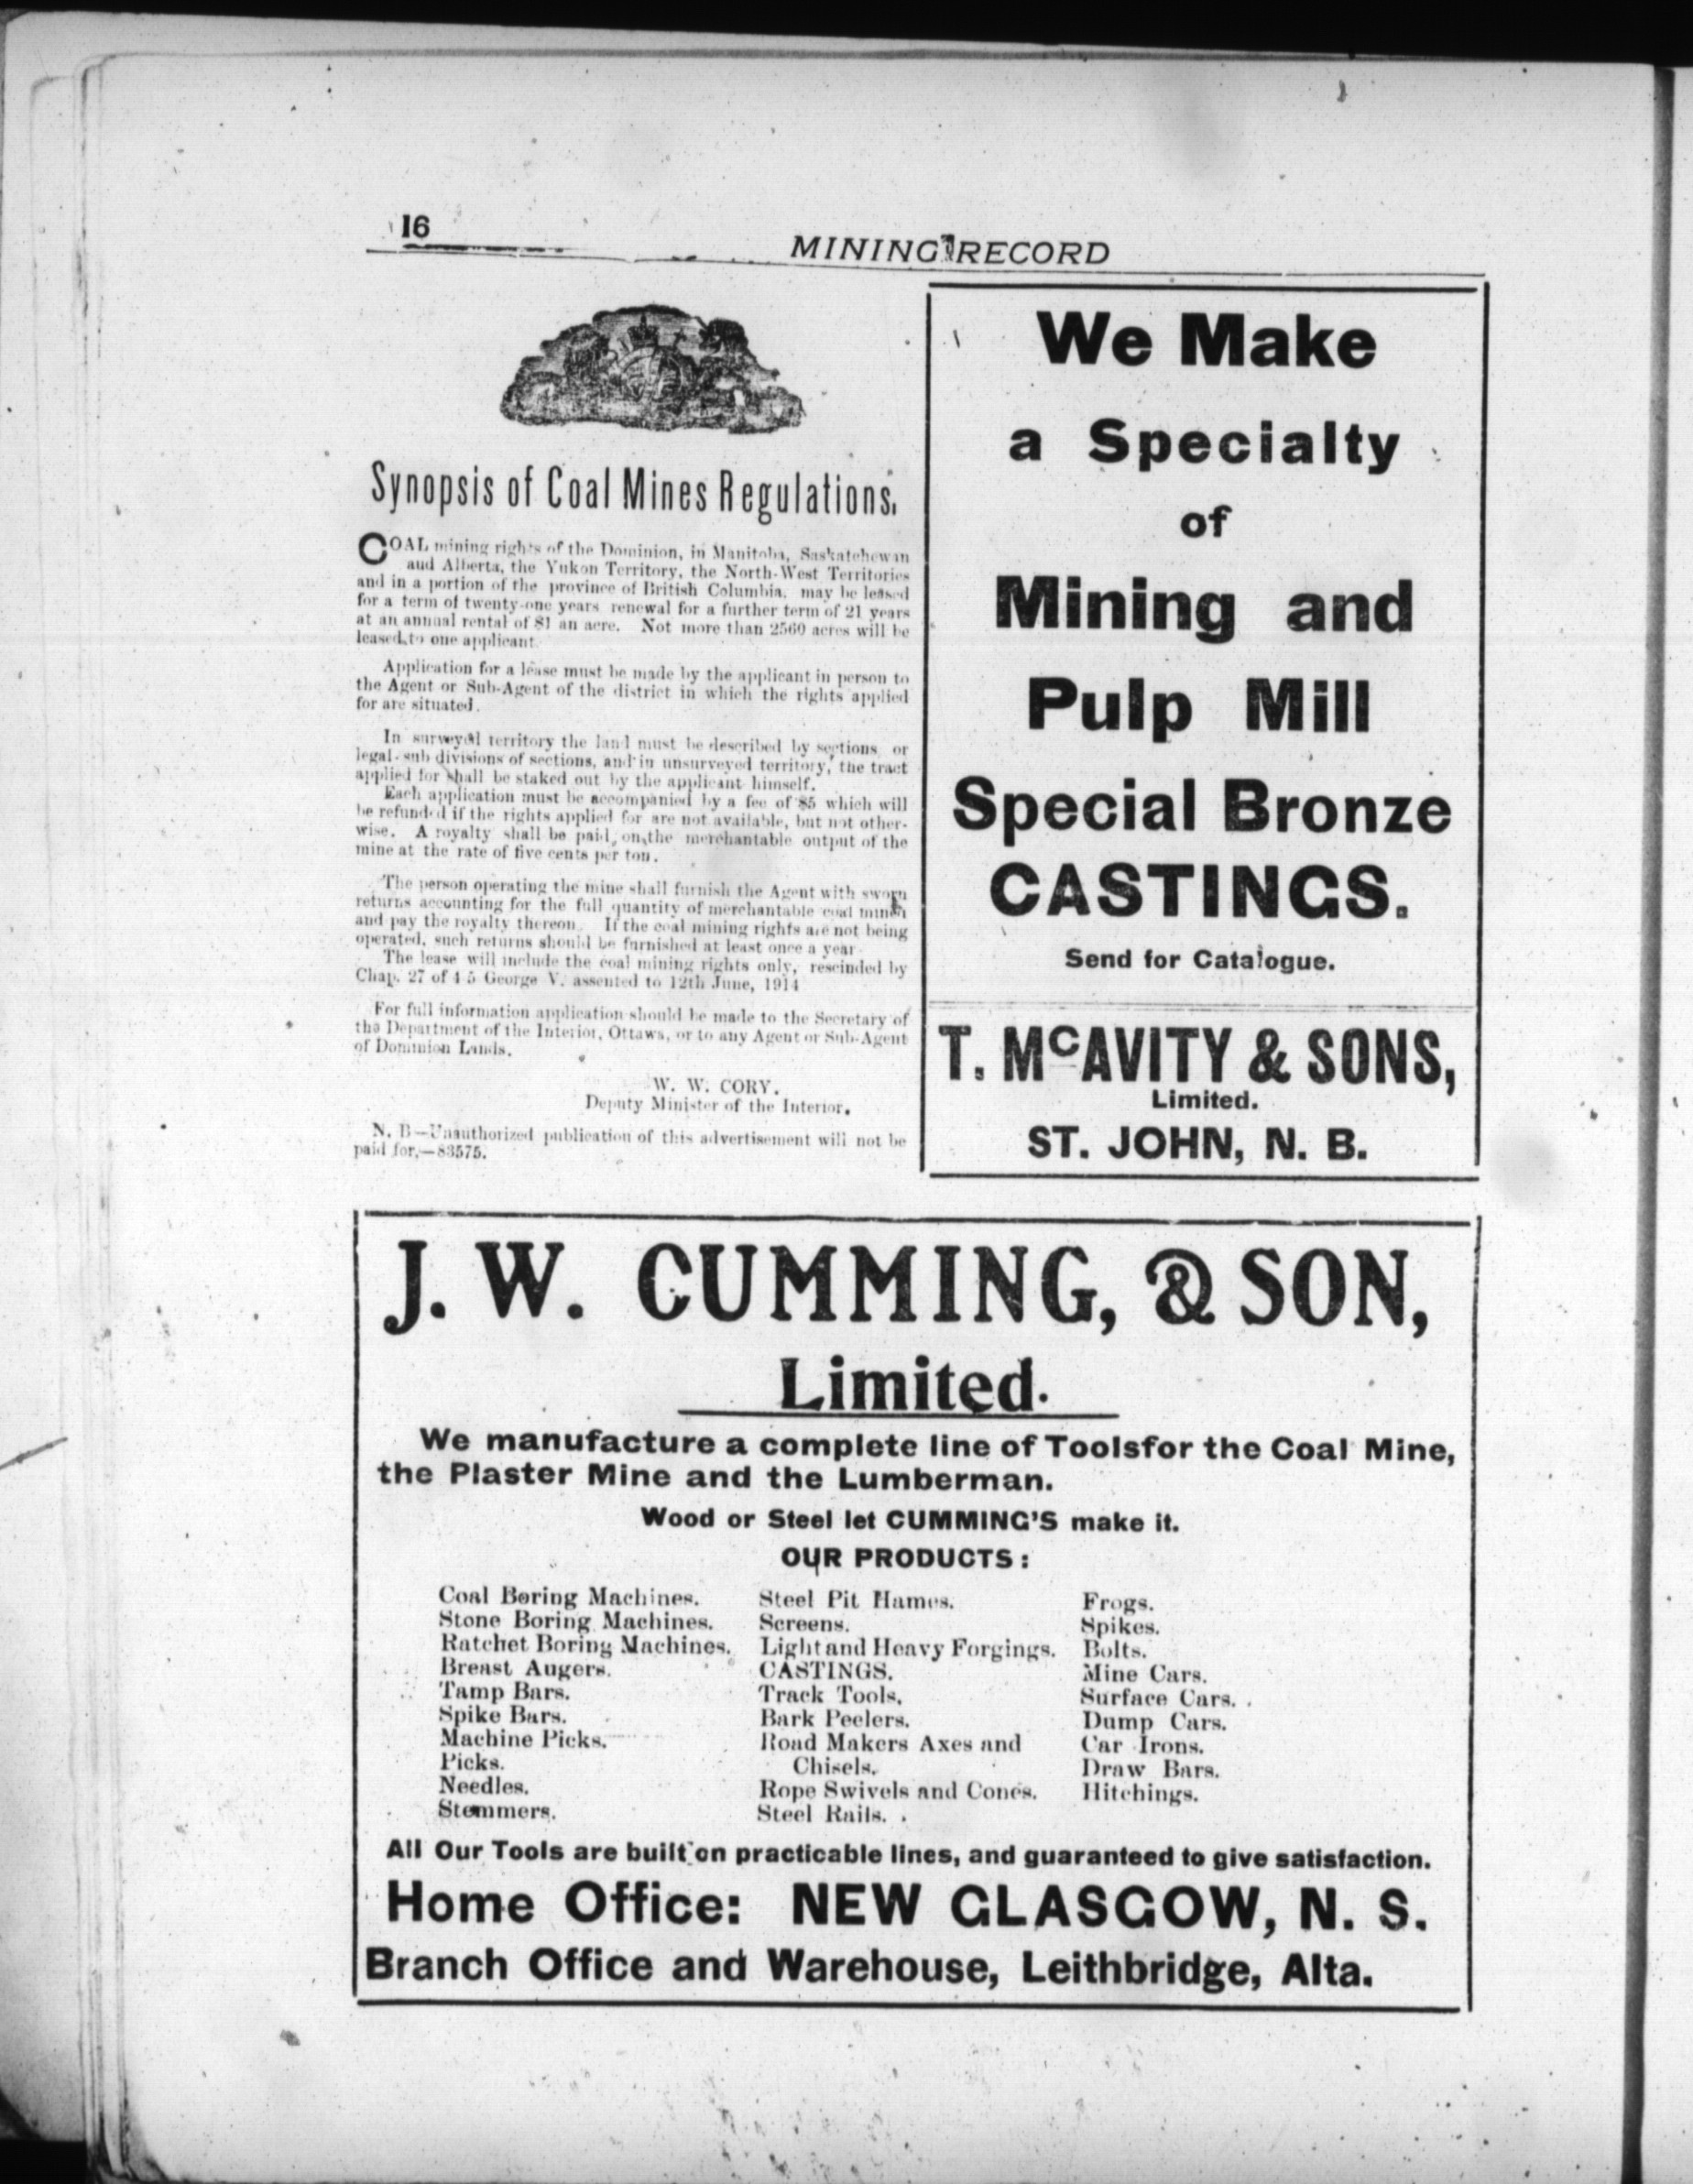 16
MINING RECORD
Synopsis of Coal Mines Regulations.
COAL mining rights of the Dominion, in Manitoba, Saskatchewan
aud Alberta, the Yukon Territory, the North-West Territories
and in a portion of the province of British Columbia, may be leased
for a term of twenty-one years renewal for a further term of 21 years
at an annual rental of $1 an acre. Not more than 2560 acres will be
leased to one applicant.
Application for a lease must be made by the applicant in person to
the Agent or Sub-Agent of the district in which the rights applied
for are situated.
In surveyed territory the land must be described by sections or
legal sub divisions of sections, and in unsurveyed territory, the tract
applied for shall be staked out by the applicant himself.
Each application must be accompanied by a fee of $5 which will
be refunded if the rights applied for are not available, but not other-
wise. A royalty shall be paid on the merchantable output of the
mine at the rate of five cents per ton.
The person operating the mine shall furnish the Agent with sworn
returns accounting for the full quantity of merchantable coal mined
and pay the royalty thereon. If the coal mining rights are not being
operated, such returns should be furnished at least once a year
The lease will include the coal mining rights only, rescinded by
Chap. 27 of 4 5 George V. assented to 12th June, 1914
For full information application should be made to the Secretary of
the Department of the Interior, Ottawa, or to any Agent or Sub-Agent
of Dominion Lands.
W. W. CORY.
Deputy Minister of the Interior.
N. B—Unauthorized publication of this advertisement will not be
paid for,—83575.
We Make
a Specialty
of
Mining and
Pulp Mill
Special Bronze
CASTINGS.
Send for Catalogue.
T. McAVITY & SONS,
Limited.
ST. JOHN, N. B.
J. W. CUMMING, & SON,
Limited.
We manufacture a complete line of Toolsfor the Coal Mine,
the Plaster Mine and the Lumberman.
Wood or Steel let CUMMING'S make it.
OUR PRODUCTS:
Coal Boring Machines.
Stone Boring Machines.
Ratchet Boring Machines.
Breast Augers.
Tamp Bars.
Spike Bars.
Machine Picks.
Picks.
Needles.
Stemmers.
Steel Pit Hames.
Screens.
Light and Heavy Forgings.
CASTINGS.
Track Tools.
Bark Peelers.
Road Makers Axes and
Chisels.
Rope Swivels and Cones.
Steel Rails.
Frogs.
Spikes.
Bolts.
Mine Cars.
Surface Cars.
Dump Cars.
Car Irons.
Draw Bars.
Hitchings.
All Our Tools are built on practicable lines, and guaranteed to give satisfaction.
Home Office: NEW GLASGOW, N. S.
Branch Office and Warehouse, Leithbridge, Alta.